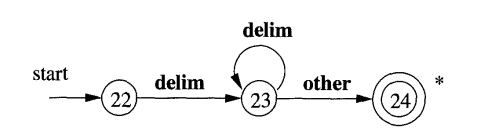 delim
start delim other *
22 23 24